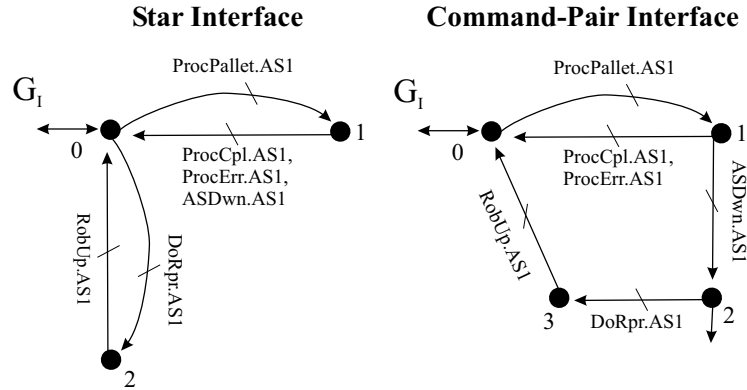 Star Interface
ProcPallet.AS1
G_I
0
1
ProcCpl.AS1,
ProcErr.AS1,
ASDwn.AS1
RobUp.AS1
DoRpr.AS1
2
Command-Pair Interface
ProcPallet.AS1
G_I
0
1
ProcCpl.AS1,
ProcErr.AS1
ASDwn.AS1
RobUp.AS1
3
DoRpr.AS1
2